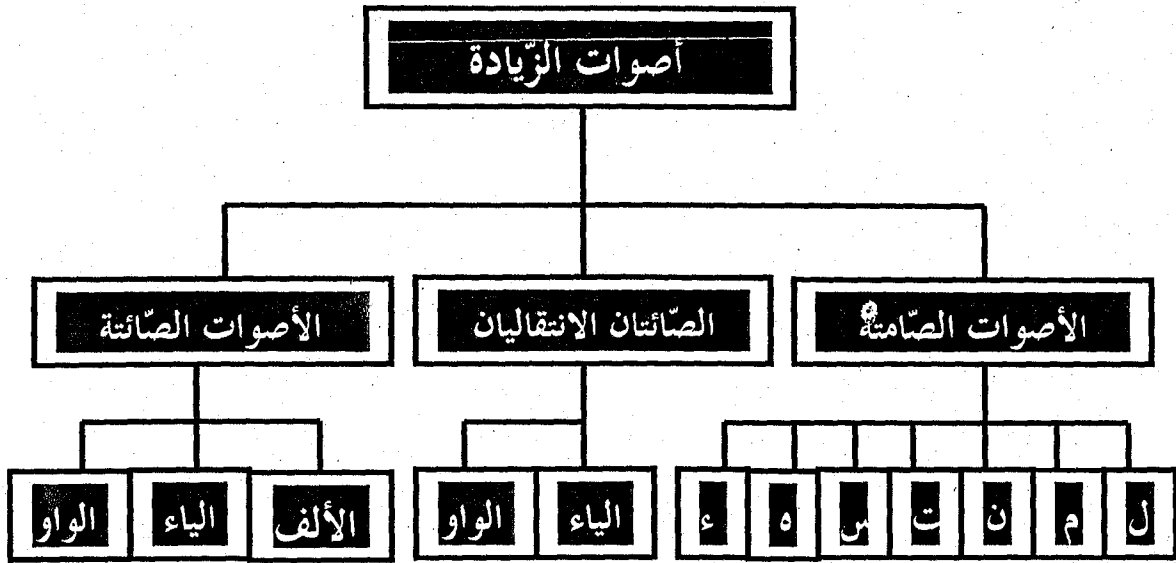 أصوات الزّيادة
الأصوات الصّامتة
الصّائتان الانتقاليان
الأصوات الصّائتة
ل
م
ن
ت
س
ه
ء
الياء
الواو
الألف
الياء
الواو